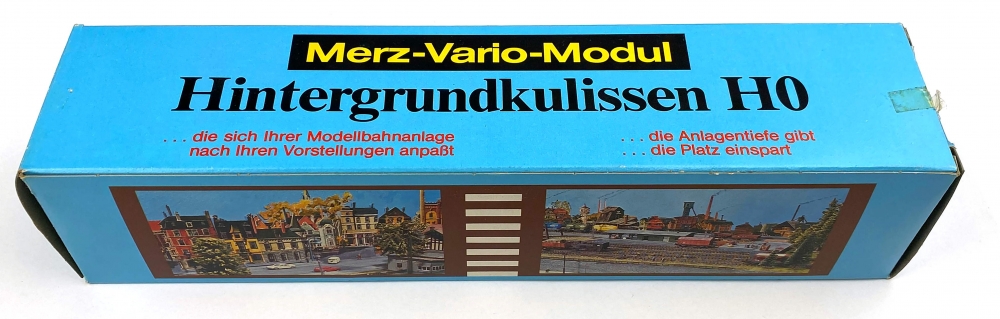 Merz-Vario-Modul
Hintergrundkulissen H0
. . . die sich Ihrer Modellbahnanlage
nach Ihren Vorstellungen anpaßt
. . . die Anlagentiefe gibt
. . . die Platz einspart